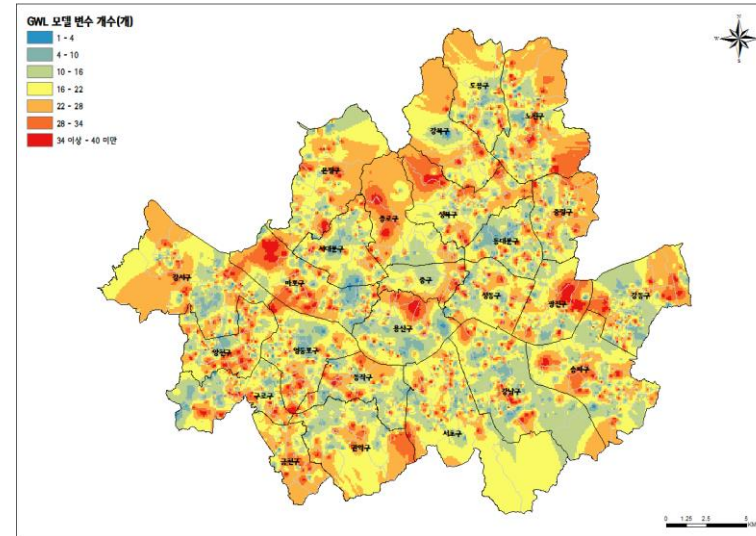 GWL 모델 변수 개수(개)
1 - 4
4 - 10
10 - 16
16 - 22
22 - 28
28 - 34
34 이상 - 40 미만
N
도봉구
노원구
강북구
은평구
종로구
성북구
중랑구
서대문구
동대문구
강서구
마포구
중구
성동구
광진구
강동구
용산구
양천구
영등포구
동작구
송파구
구로구
강남구
서초구
관악구
금천구
0 1.25 2.5 5
KM